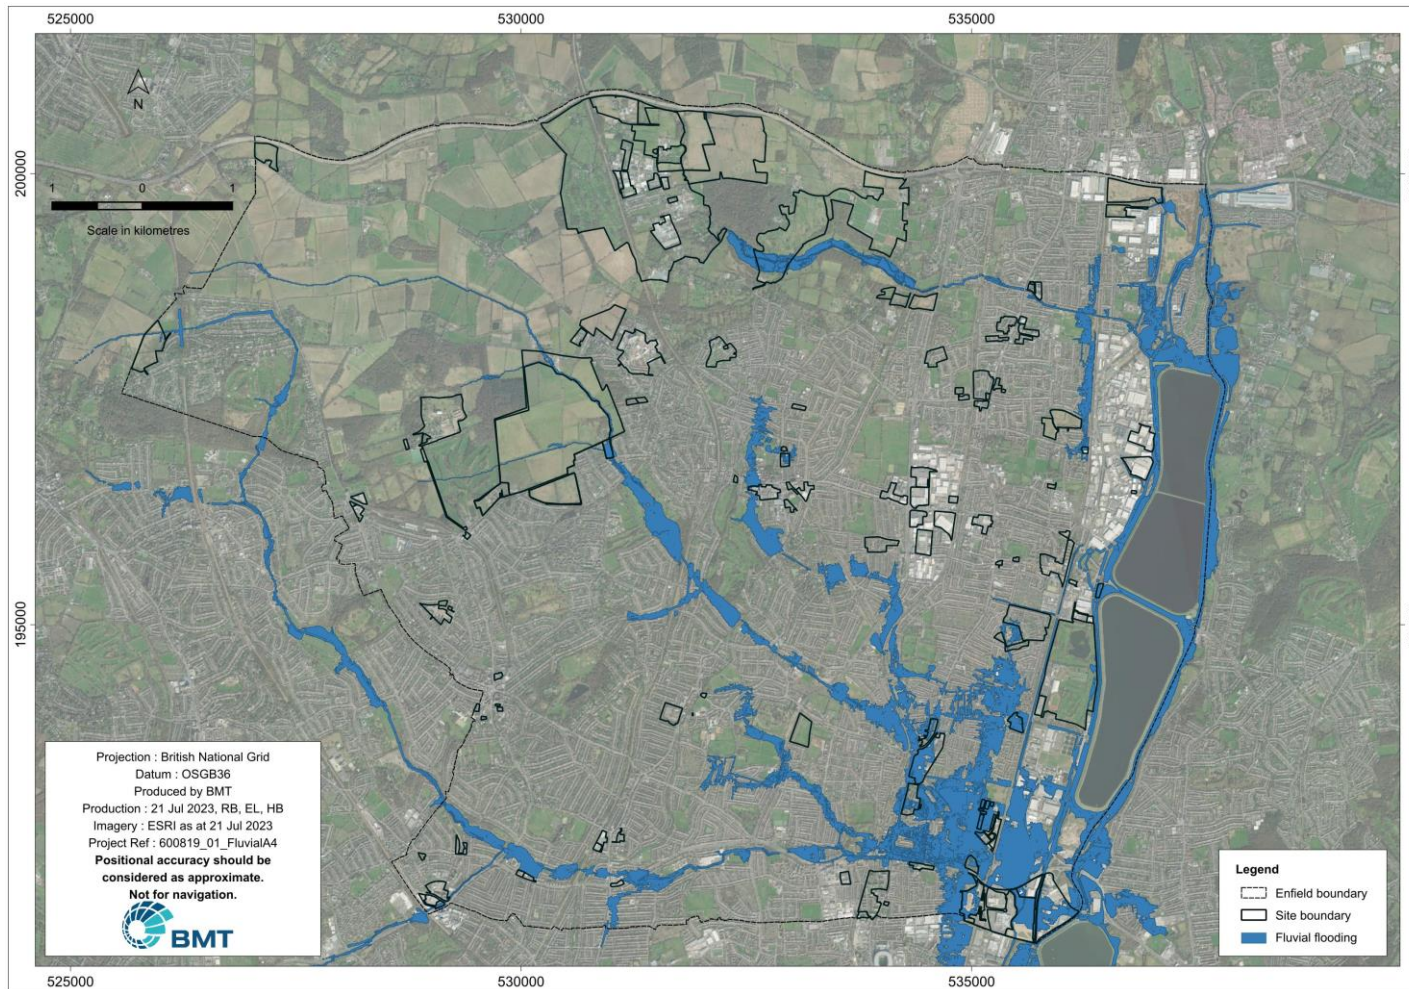 525000 530000 535000
N
200000
1 0 1
Scale in kilometres
195000
Projection : British National Grid
Datum : OSGB36
Produced by BMT
Production : 21 Jul 2023, RB, EL, HB
Imagery : ESRI as at 21 Jul 2023
Project Ref : 600819_01_FluvialA4
Positional accuracy should be
considered as approximate.
Not for navigation.
BMT
Legend
Enfield boundary
Site boundary
Fluvial flooding
525000 530000 535000